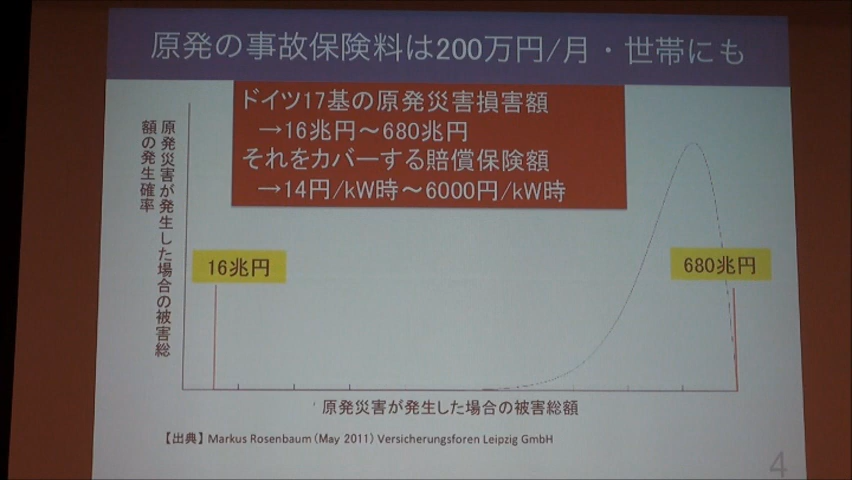 原発の事故保険料は200万円/月・世帯にも
ドイツ17基の原発災害損害額
→16兆円～680兆円
それをカバーする賠償保険額
→14円/kW時～6000円/kW時
原発災害が発生した場合の被害総
額の発生確率
16兆円
680兆円
原発災害が発生した場合の被害総額
【出典】Markus Rosenbaum (May 2011) Versicherungsforen Leipzig GmbH
4